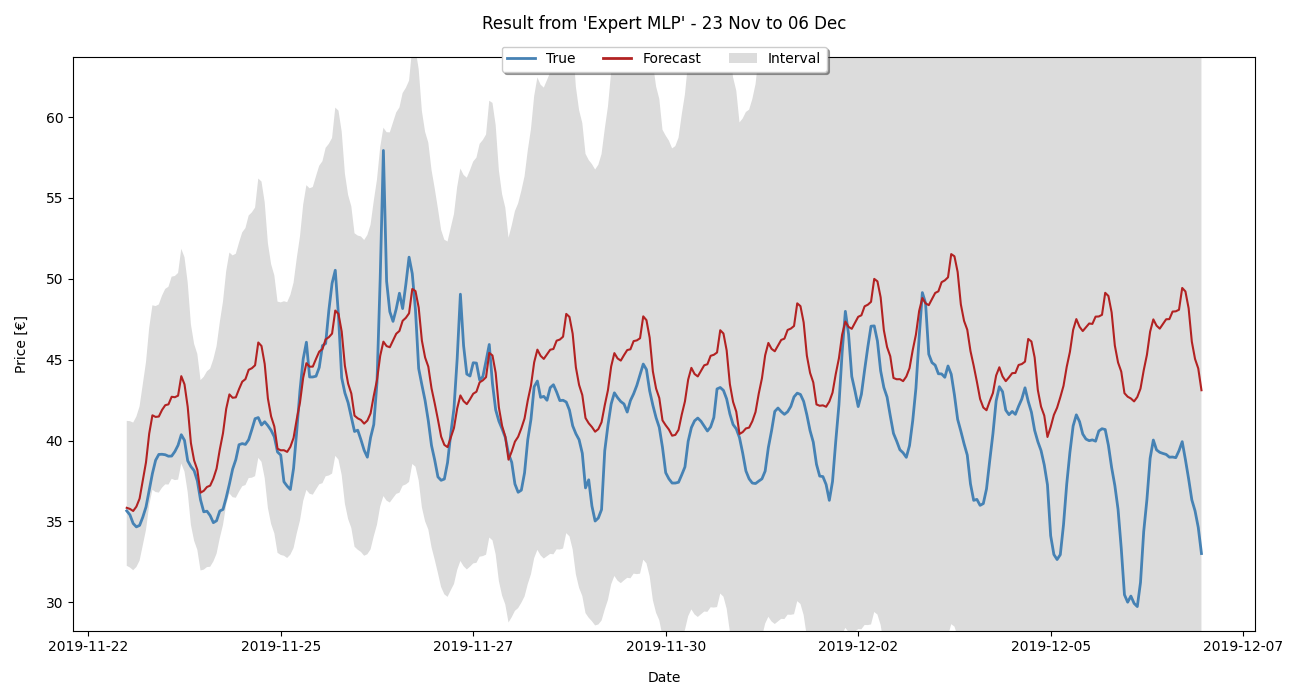 Result from 'Expert MLP' - 23 Nov to 06 Dec
True Forecast Interval
60
55
50
45
40
35
30
Price [€]
2019-11-22 2019-11-25 2019-11-27 2019-11-30 2019-12-02 2019-12-05 2019-12-07
Date